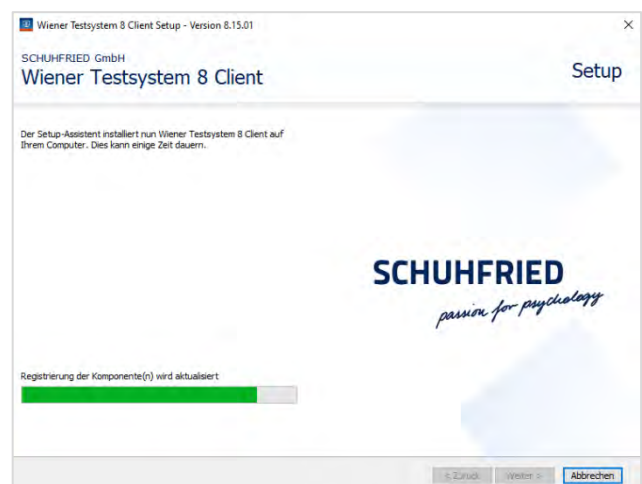 Wiener Testsystem 8 Client Setup - Version 8.15.01
SCHUHFRIED GmbH
Wiener Testsystem 8 Client
Setup
Der Setup-Assistent installiert nun Wiener Testsystem 8 Client auf
Ihrem Computer. Dies kann einige Zeit dauern.
SCHUHFRIED
passion for psychology
Registrierung der Komponente(n) wird aktualisiert
< Zurück
Weiter >
Abbrechen